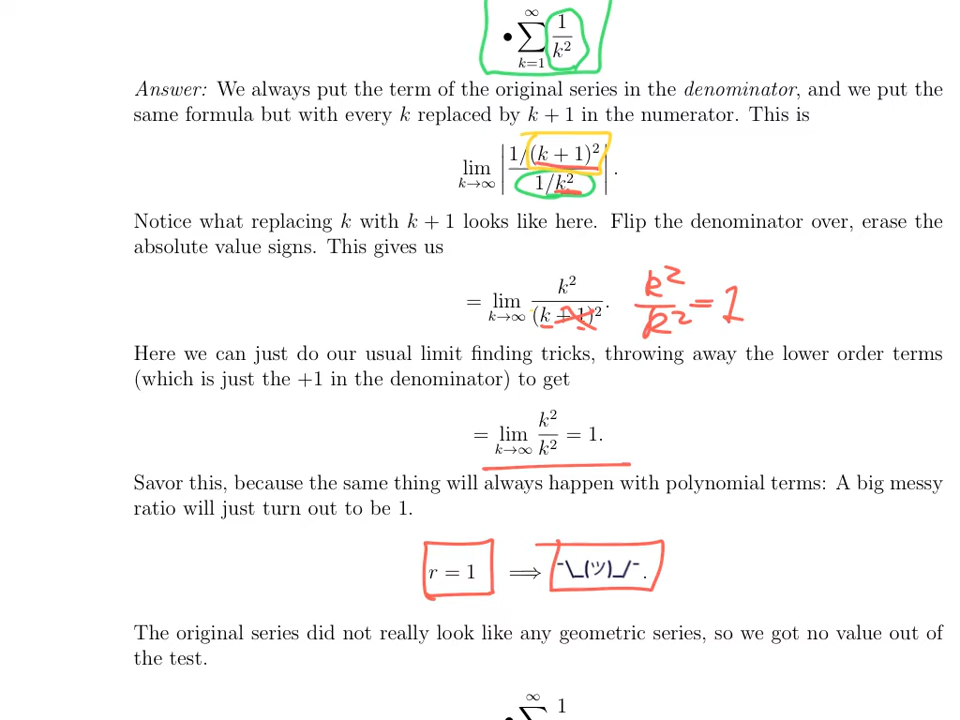 • ∑_{k=1}^{∞} 1/k²
Answer: We always put the term of the original series in the denominator, and we put the
same formula but with every k replaced by k + 1 in the numerator. This is
lim_{k→∞} | 1/(k + 1)² / 1/k² | .
Notice what replacing k with k + 1 looks like here. Flip the denominator over, erase the
absolute value signs. This gives us
= lim_{k→∞} k² / (k + 1)² . k²/k² = 1
Here we can just do our usual limit finding tricks, throwing away the lower order terms
(which is just the +1 in the denominator) to get
= lim_{k→∞} k²/k² = 1.
Savor this, because the same thing will always happen with polynomial terms: A big messy
ratio will just turn out to be 1.
r = 1 ⟹ ¯\_(ツ)_/¯.
The original series did not really look like any geometric series, so we got no value out of
the test.
• ∑^{∞} 1